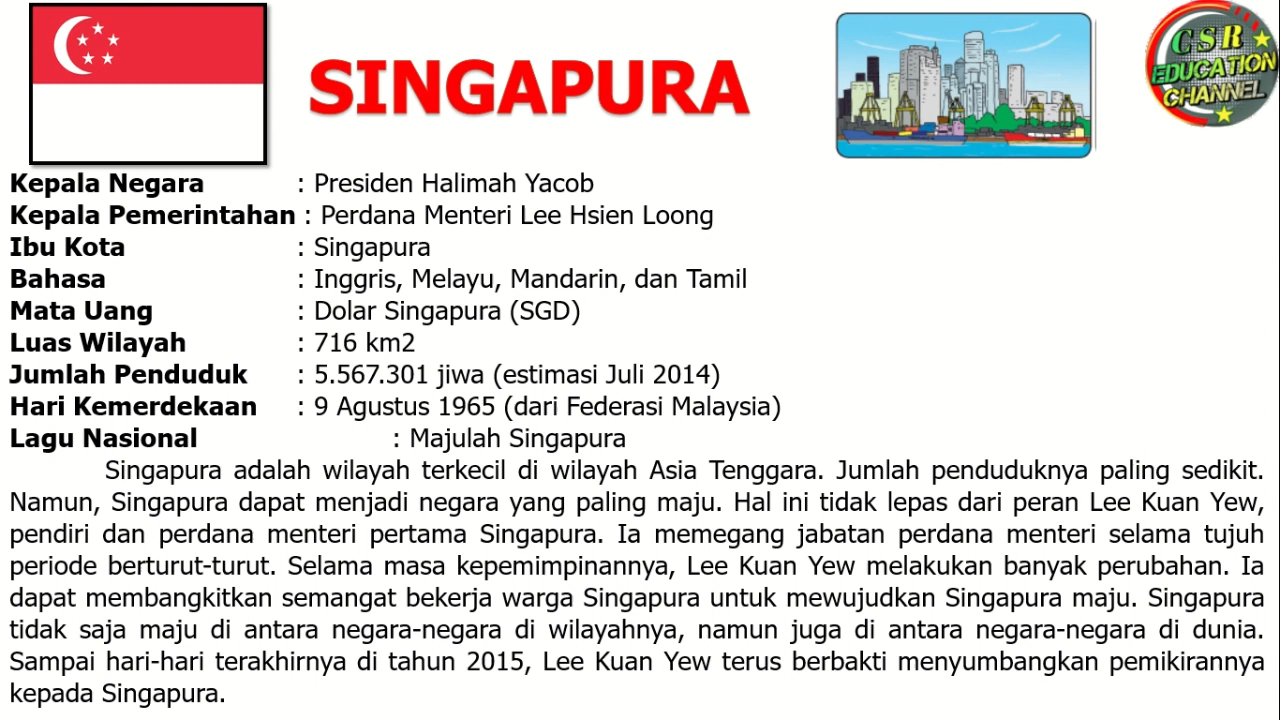 SINGAPURA
CSR
EDUCATION
CHANNEL
Kepala Negara : Presiden Halimah Yacob
Kepala Pemerintahan : Perdana Menteri Lee Hsien Loong
Ibu Kota : Singapura
Bahasa : Inggris, Melayu, Mandarin, dan Tamil
Mata Uang : Dolar Singapura (SGD)
Luas Wilayah : 716 km2
Jumlah Penduduk : 5.567.301 jiwa (estimasi Juli 2014)
Hari Kemerdekaan : 9 Agustus 1965 (dari Federasi Malaysia)
Lagu Nasional : Majulah Singapura
Singapura adalah wilayah terkecil di wilayah Asia Tenggara. Jumlah penduduknya paling sedikit.
Namun, Singapura dapat menjadi negara yang paling maju. Hal ini tidak lepas dari peran Lee Kuan Yew,
pendiri dan perdana menteri pertama Singapura. Ia memegang jabatan perdana menteri selama tujuh
periode berturut-turut. Selama masa kepemimpinannya, Lee Kuan Yew melakukan banyak perubahan. Ia
dapat membangkitkan semangat bekerja warga Singapura untuk mewujudkan Singapura maju. Singapura
tidak saja maju di antara negara-negara di wilayahnya, namun juga di antara negara-negara di dunia.
Sampai hari-hari terakhirnya di tahun 2015, Lee Kuan Yew terus berbakti menyumbangkan pemikirannya
kepada Singapura.